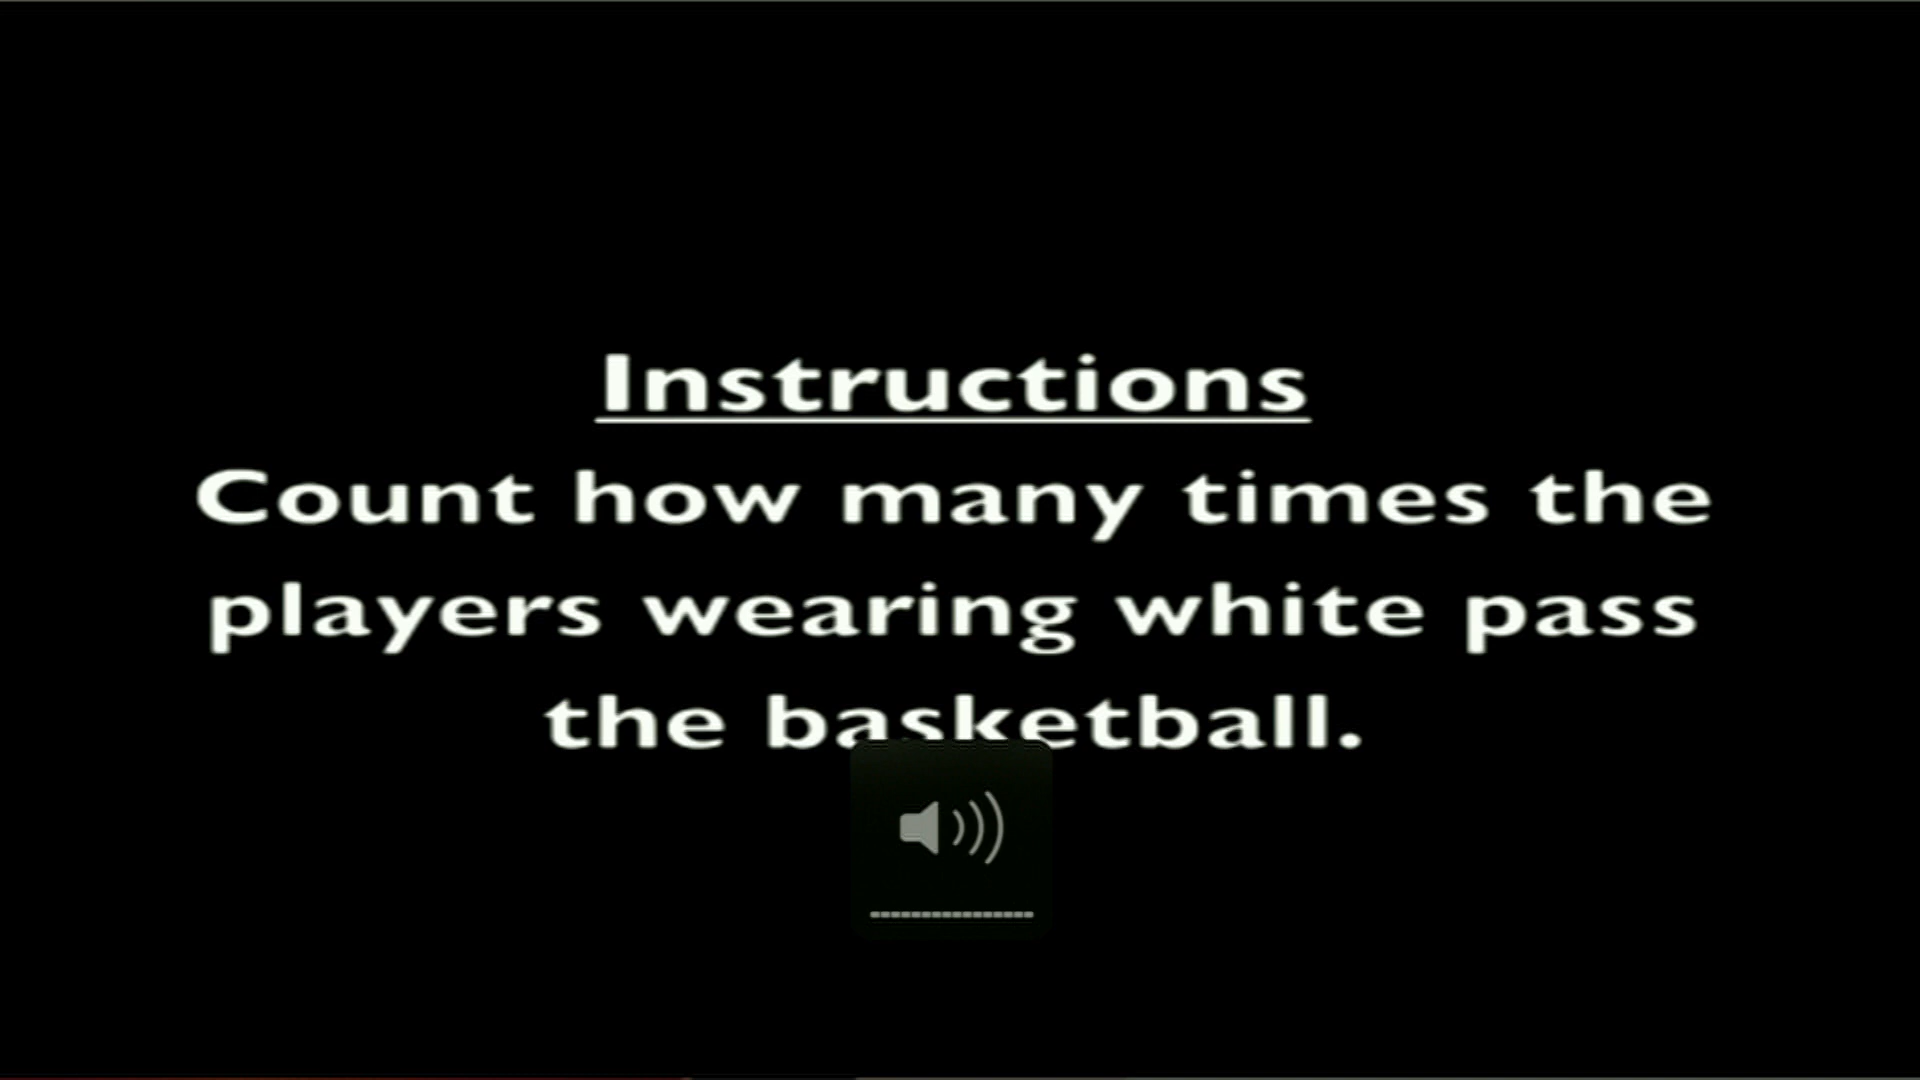 Instructions
Count how many times the
players wearing white pass
the basketball.